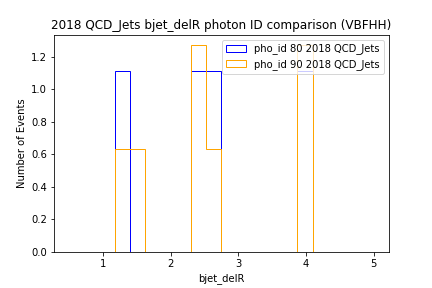 2018 QCD_Jets bjet_delR photon ID comparison (VBFHH)
pho_id 80 2018 QCD_Jets
pho_id 90 2018 QCD_Jets
1.2
1.0
0.8
0.6
0.4
0.2
0.0
Number of Events
1 2 3 4 5
bjet_delR